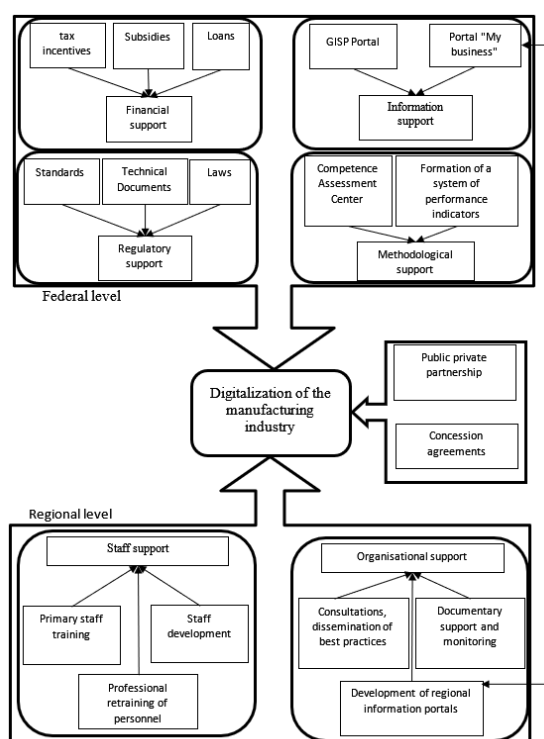 tax
incentives
Subsidies
Loans
Financial
support
GISP Portal
Portal "My
business"
Information
support
Standards
Technical
Documents
Laws
Regulatory
support
Competence
Assessment
Center
Formation of a
system of
performance
indicators
Methodological
support
Federal level
Digitalization of the
manufacturing
industry
Public private
partnership
Concession
agreements
Regional level
Staff support
Primary staff
training
Staff
development
Professional
retraining of
personnel
Organisational support
Consultations,
dissemination of
best practices
Documentary
support and
monitoring
Development of regional
information portals